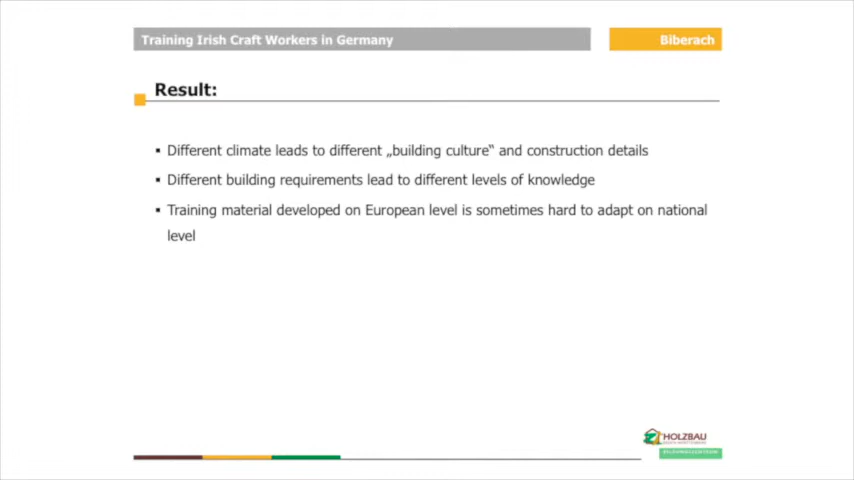 Training Irish Craft Workers in Germany
Biberach
Result:
▪ Different climate leads to different „building culture“ and construction details
▪ Different building requirements lead to different levels of knowledge
▪ Training material developed on European level is sometimes hard to adapt on national
level
HOLZBAU